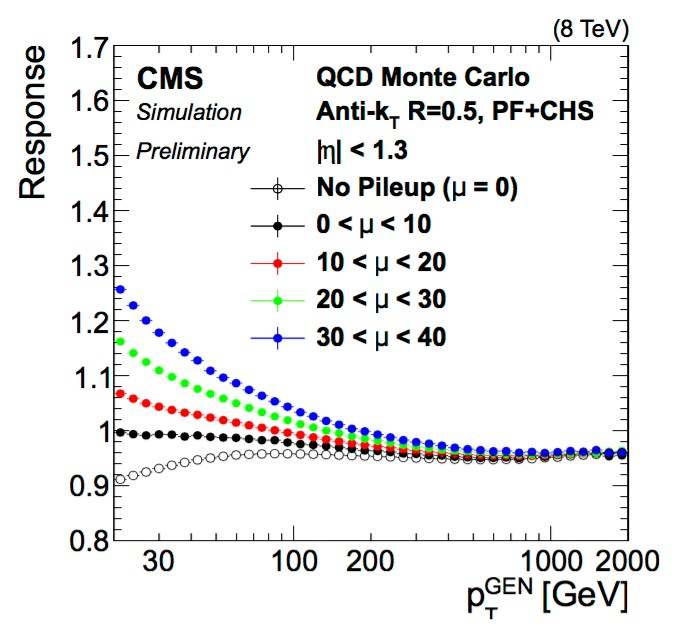 (8 TeV)
Response
1.7
1.6
1.5
1.4
1.3
1.2
1.1
1
0.9
0.8
CMS
Simulation
Preliminary
QCD Monte Carlo
Anti-k_T R=0.5, PF+CHS
|η| < 1.3
No Pileup (μ = 0)
0 < μ < 10
10 < μ < 20
20 < μ < 30
30 < μ < 40
30 100 200 1000 2000
p_T^GEN [GeV]